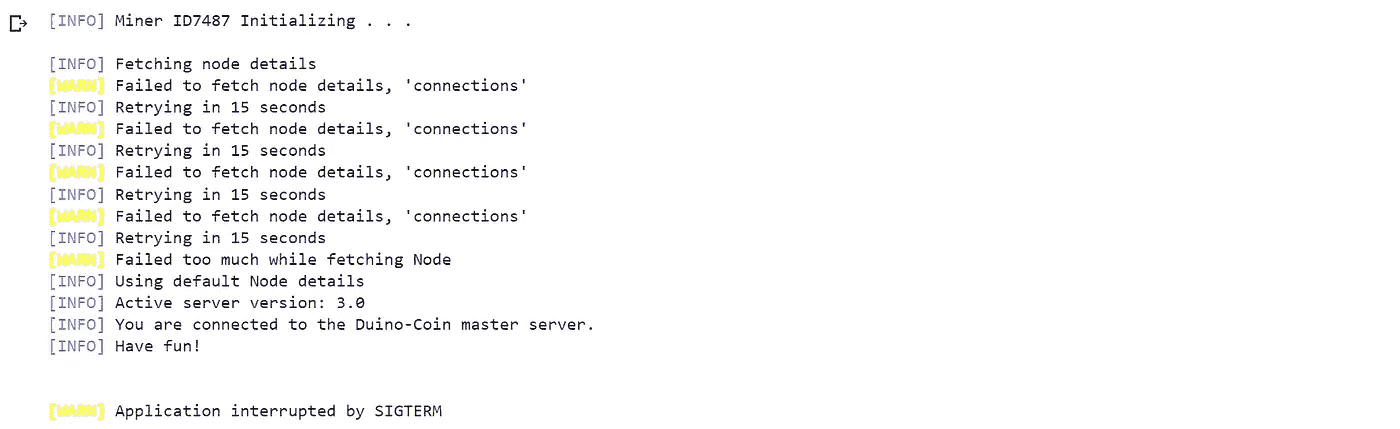 [INFO] Miner ID7487 Initializing . . .
[INFO] Fetching node details
[WARN] Failed to fetch node details, 'connections'
[INFO] Retrying in 15 seconds
[WARN] Failed to fetch node details, 'connections'
[INFO] Retrying in 15 seconds
[WARN] Failed to fetch node details, 'connections'
[INFO] Retrying in 15 seconds
[WARN] Failed to fetch node details, 'connections'
[INFO] Retrying in 15 seconds
[WARN] Failed too much while fetching Node
[INFO] Using default Node details
[INFO] Active server version: 3.0
[INFO] You are connected to the Duino-Coin master server.
[INFO] Have fun!
[WARN] Application interrupted by SIGTERM